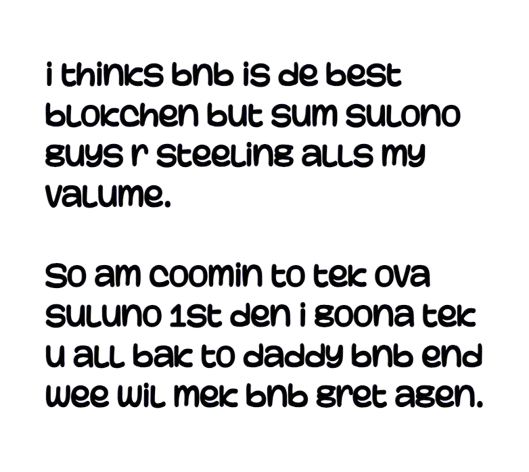 i thinks bnb is de best
blokchen but sum sulono
guys r steeling alls my
valume.
So am coomin to tek ova
suluno 1st den i goona tek
u all bak to daddy bnb end
wee wil mek bnb gret agen.